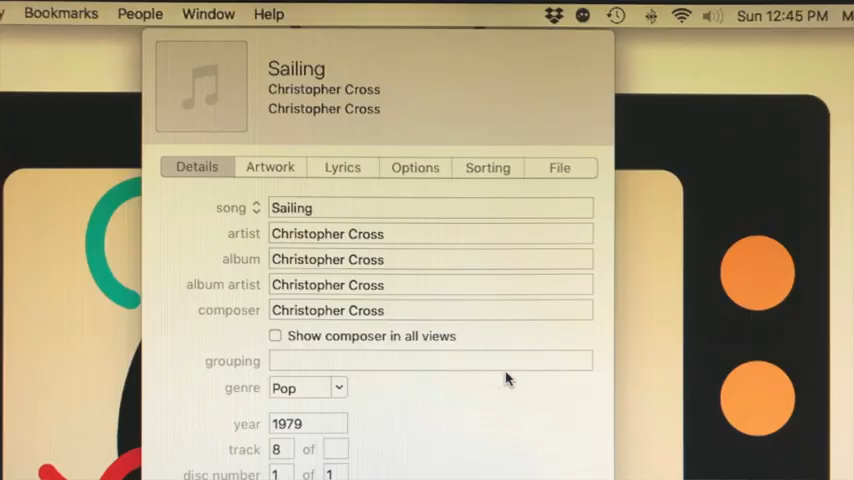 Bookmarks People Window Help Sun 12:45 PM
Sailing
Christopher Cross
Christopher Cross
Details Artwork Lyrics Options Sorting File
song Sailing
artist Christopher Cross
album Christopher Cross
album artist Christopher Cross
composer Christopher Cross
Show composer in all views
grouping
genre Pop
year 1979
track 8 of
disc number 1 of 1